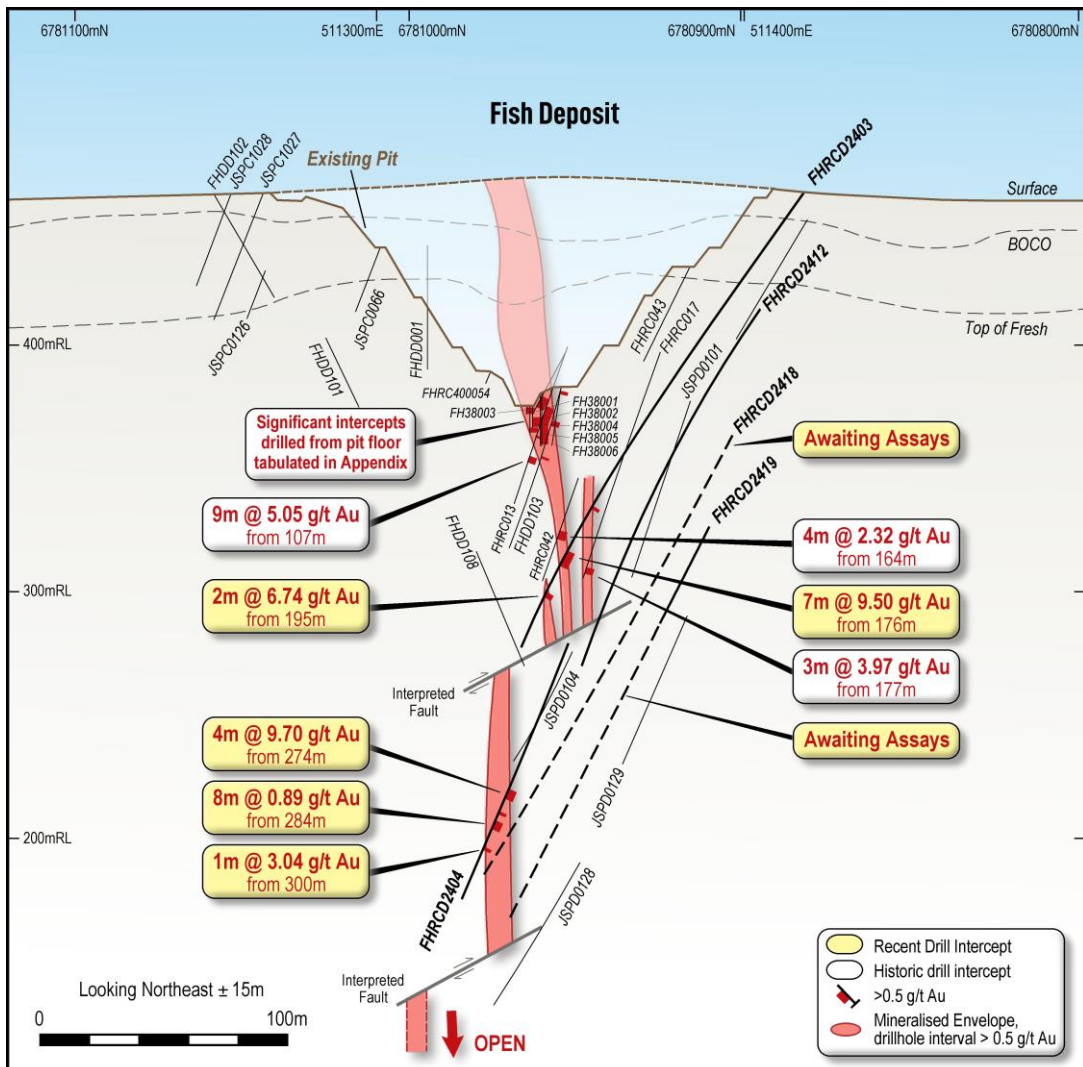 6781100mN
511300mE
6781000mN
6780900mN
511400mE
6780800mN
Fish Deposit
Existing Pit
FHDD102
JSPC1028
JSPC1027
FHRCD2403
Surface
BOCO
FHRCD2412
Top of Fresh
400mRL
JSPC0126
JSPC0066
FHDD001
FHDD101
FHRC400054
FHRC043
FHRC017
JSPD0101
FHRCD2418
FHRCD2419
FH38003
FH38001
FH38002
FH38004
FH38005
FH38006
Significant intercepts
drilled from pit floor
tabulated in Appendix
Awaiting Assays
9m @ 5.05 g/t Au
from 107m
FHDD108
FHRC013
FHDD103
FHRC042
4m @ 2.32 g/t Au
from 164m
300mRL
2m @ 6.74 g/t Au
from 195m
7m @ 9.50 g/t Au
from 176m
3m @ 3.97 g/t Au
from 177m
Interpreted
Fault
JSPD0104
Awaiting Assays
4m @ 9.70 g/t Au
from 274m
JSPD0129
8m @ 0.89 g/t Au
from 284m
200mRL
1m @ 3.04 g/t Au
from 300m
FHRCD2404
JSPD0128
Interpreted
Fault
OPEN
Looking Northeast ± 15m
0
100m
Recent Drill Intercept
Historic drill intercept
>0.5 g/t Au
Mineralised Envelope,
drillhole interval > 0.5 g/t Au